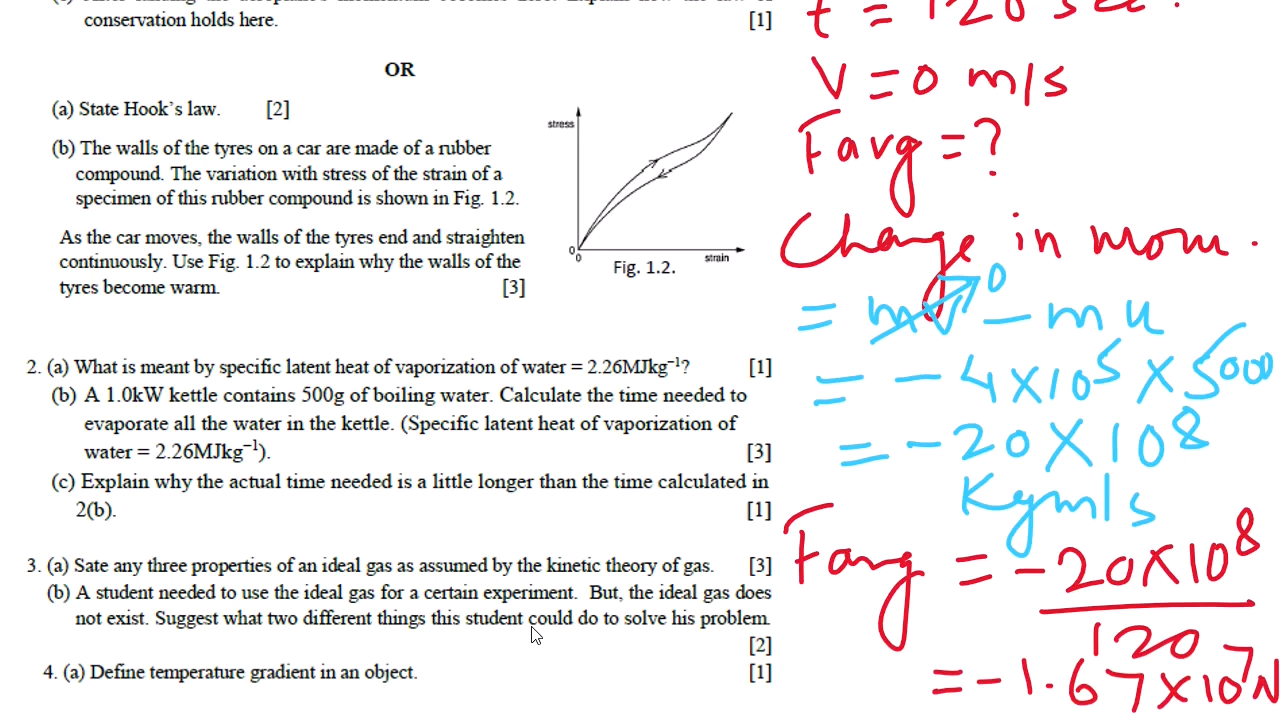 conservation holds here. [1]
OR
(a) State Hook's law. [2]
(b) The walls of the tyres on a car are made of a rubber
compound. The variation with stress of the strain of a
specimen of this rubber compound is shown in Fig. 1.2.
As the car moves, the walls of the tyres end and straighten
continuously. Use Fig. 1.2 to explain why the walls of the
tyres become warm. [3]
stress
0
0
strain
Fig. 1.2.
2. (a) What is meant by specific latent heat of vaporization of water = 2.26MJkg⁻¹? [1]
(b) A 1.0kW kettle contains 500g of boiling water. Calculate the time needed to
evaporate all the water in the kettle. (Specific latent heat of vaporization of
water = 2.26MJkg⁻¹). [3]
(c) Explain why the actual time needed is a little longer than the time calculated in
2(b). [1]
3. (a) Sate any three properties of an ideal gas as assumed by the kinetic theory of gas. [3]
(b) A student needed to use the ideal gas for a certain experiment. But, the ideal gas does
not exist. Suggest what two different things this student could do to solve his problem
[2]
4. (a) Define temperature gradient in an object. [1]
t = 120 sec.
V = 0 m/s
Favg = ?
Change in mom.
= mv⁰ - mu
= - 4 × 10⁵ × 5000
= - 20 × 10⁸
Kgm/s
Favg = -20×10⁸
120
= -1.67×10⁷N